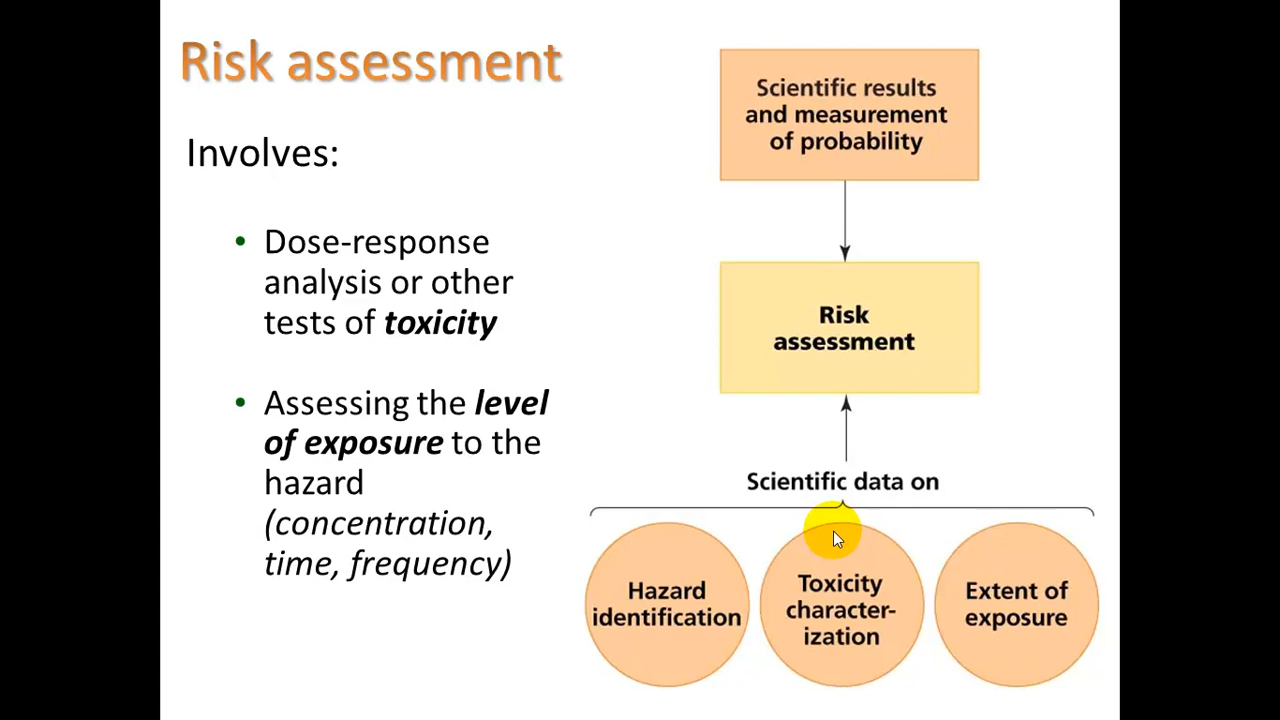 Risk assessment
Involves:
• Dose-response
analysis or other
tests of toxicity
• Assessing the level
of exposure to the
hazard
(concentration,
time, frequency)
Scientific results
and measurement
of probability
Risk
assessment
Scientific data on
Hazard
identification
Toxicity
character-
ization
Extent of
exposure